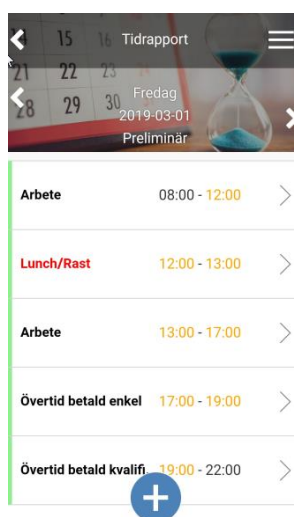 15 16 Tidrapport
21 22 23
Fredag
28 29 30 2019-03-01
Preliminär
Arbete 08:00 - 12:00
Lunch/Rast 12:00 - 13:00
Arbete 13:00 - 17:00
Övertid betald enkel 17:00 - 19:00
Övertid betald kvalifi. 19:00 - 22:00